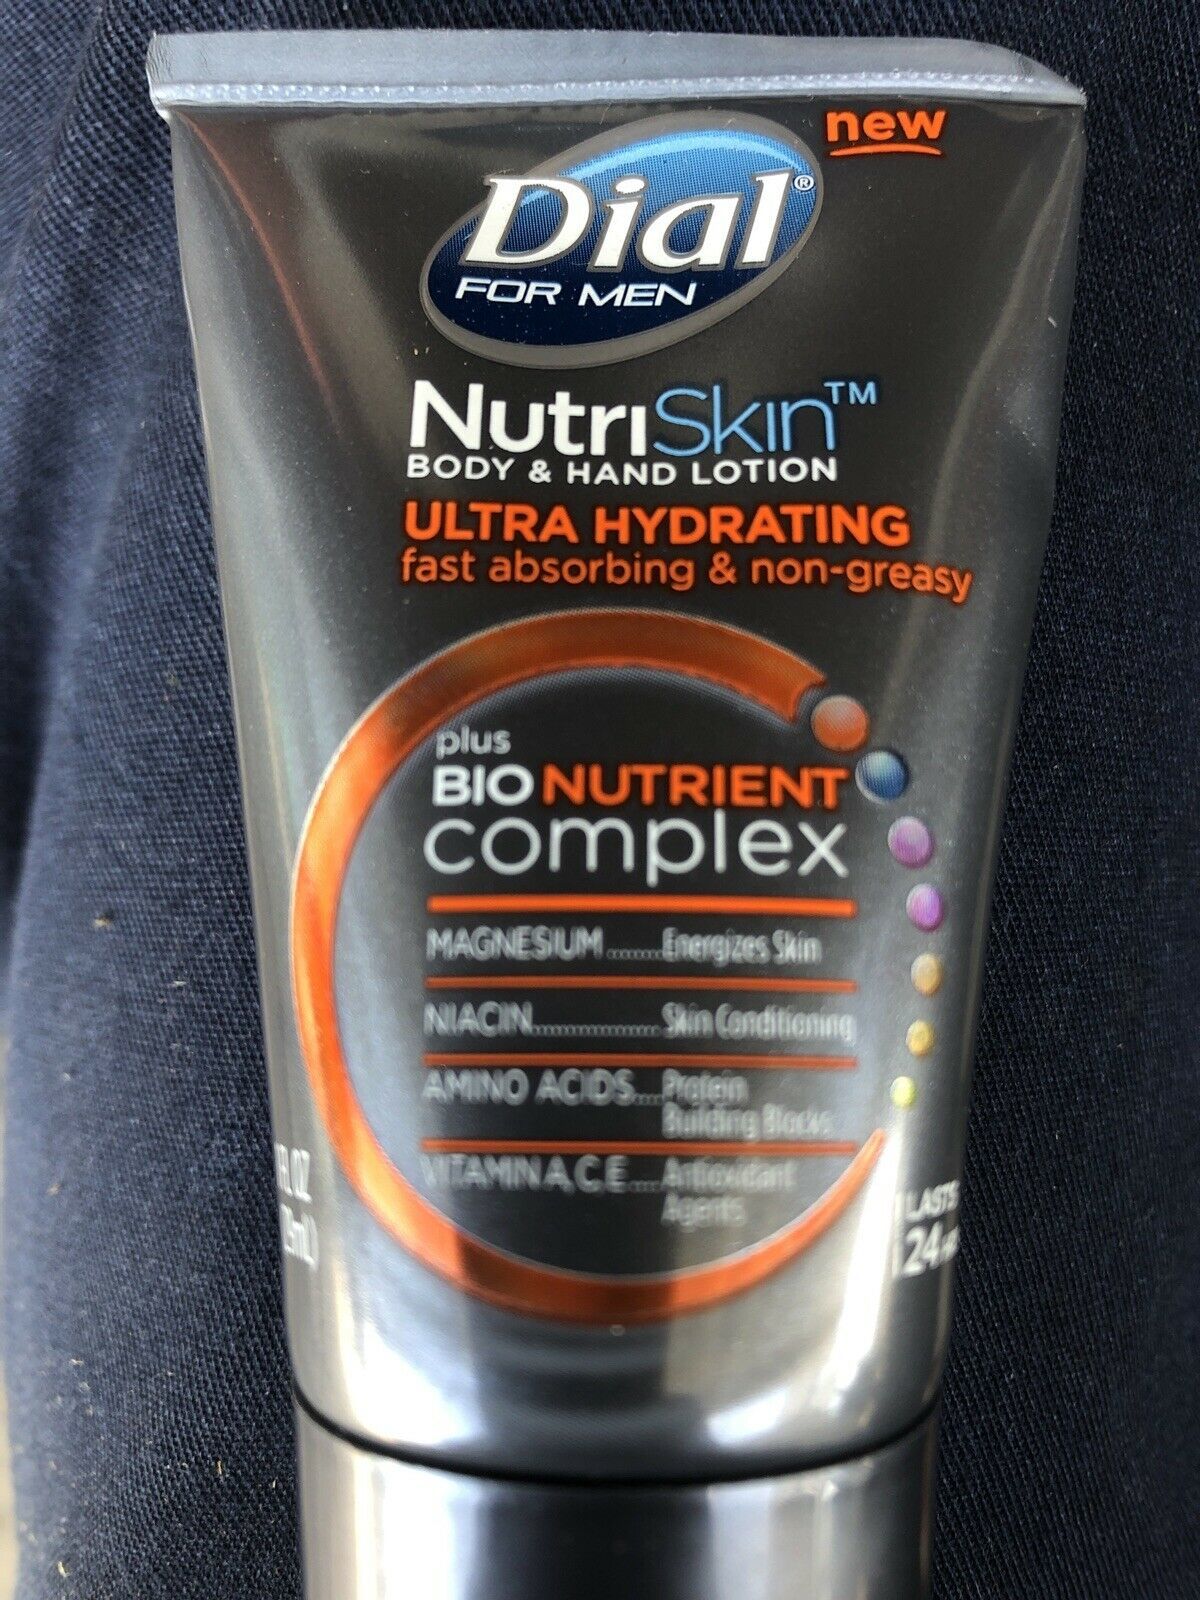 new
Dial®
FOR MEN
NutriSkin™
BODY & HAND LOTION
ULTRA HYDRATING
fast absorbing & non-greasy
plus
BIO NUTRIENT
complex
MAGNESIUM ........ Energizes Skin
NIACIN.................. Skin Conditioning
AMINO ACIDS.... Protein
Building Blocks
VITAMIN A,C,E .... Antioxidant
Agents
FL OZ
mL)
LASTS
24